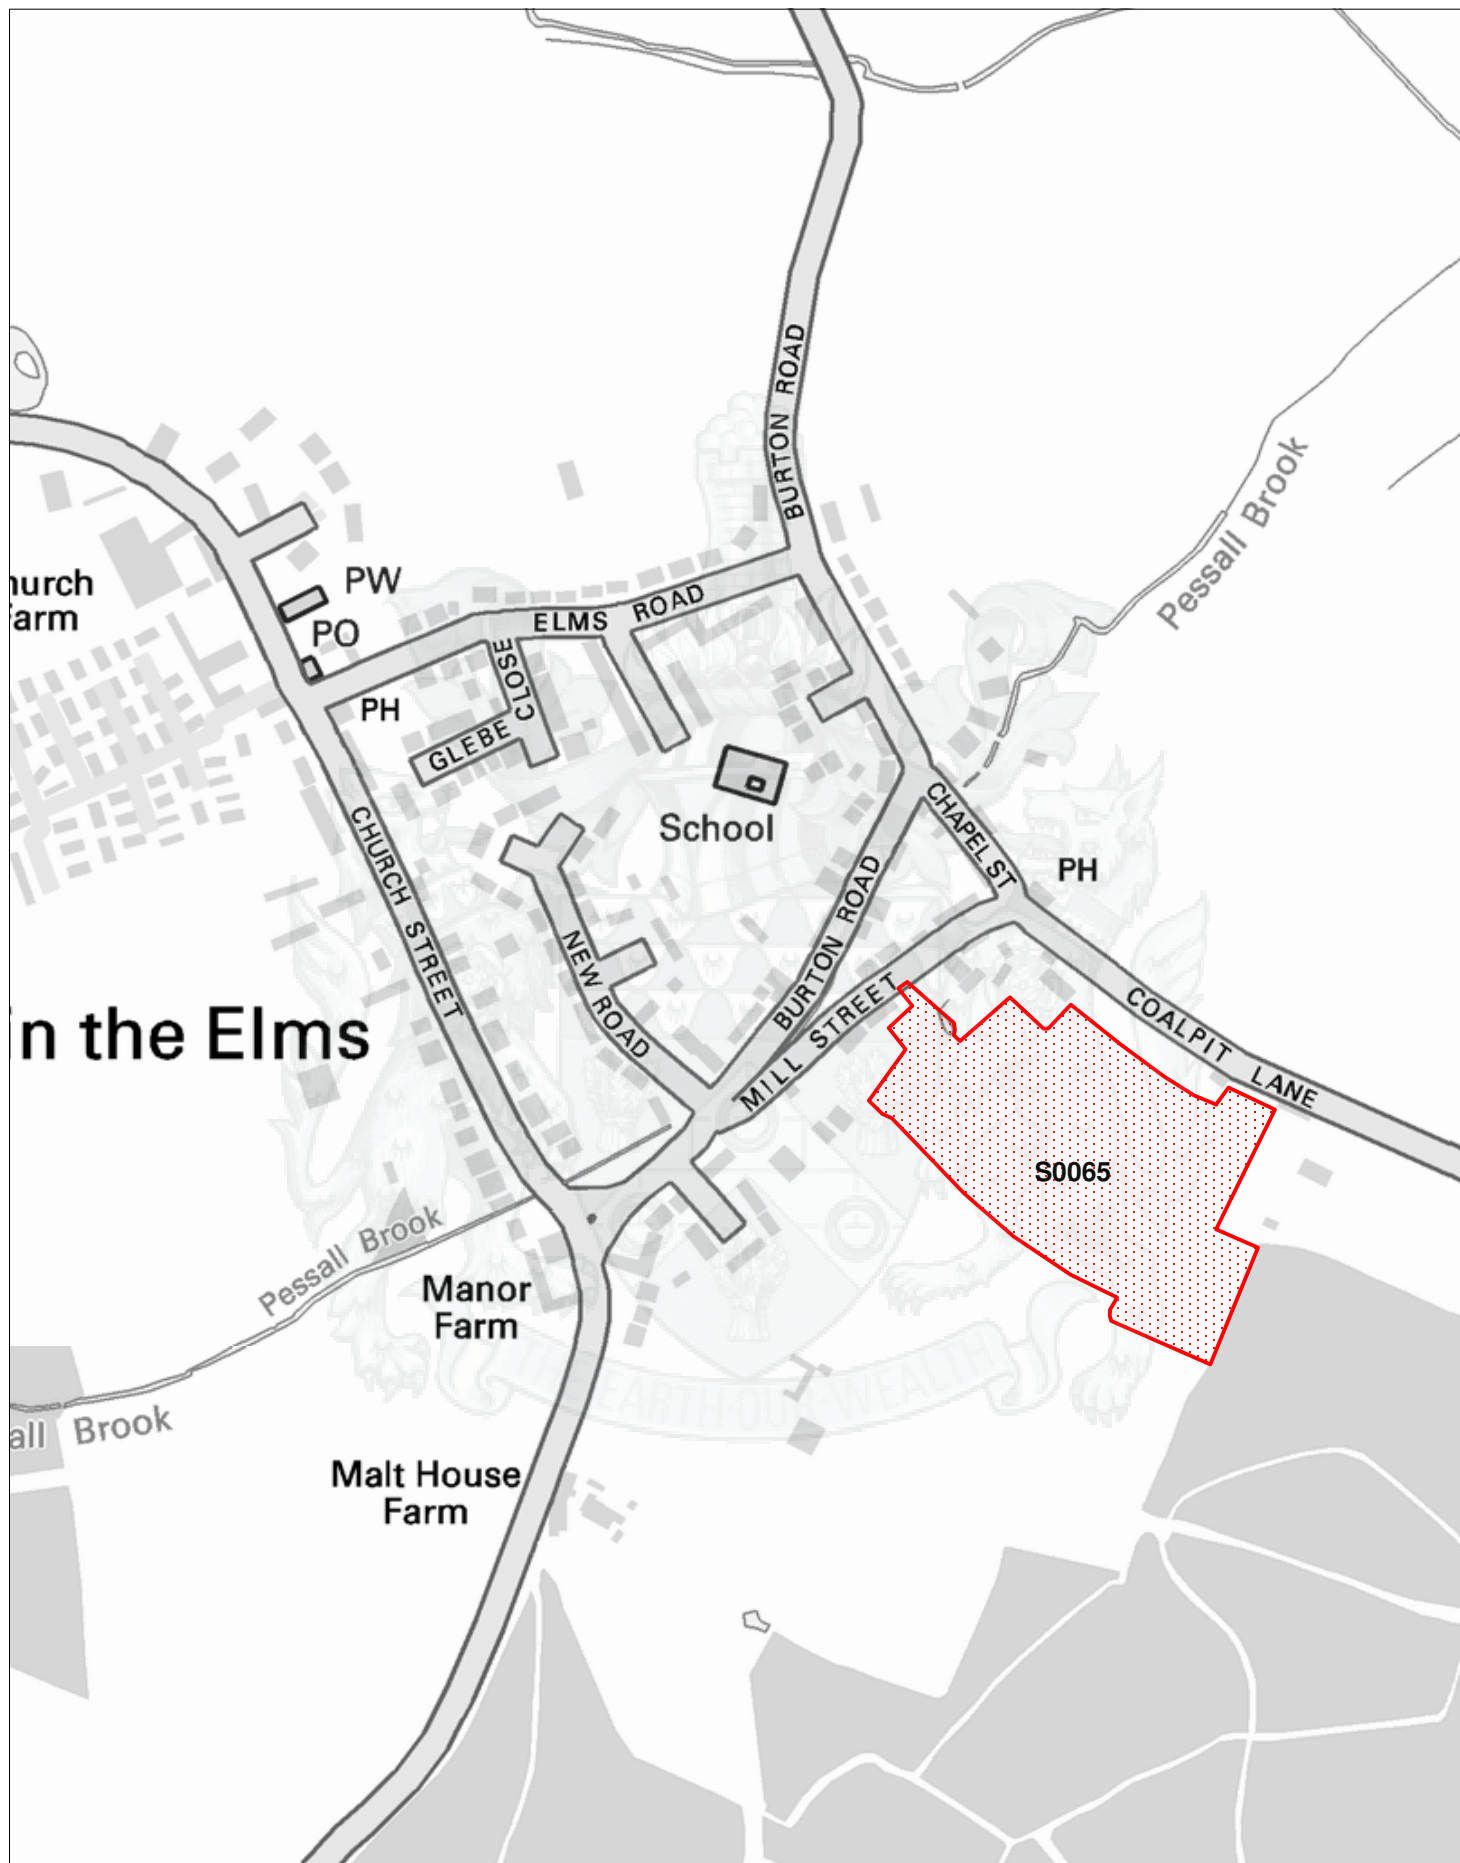 BURTON ROAD
Pessall Brook
hurch
Farm
PW
PO
ELMS ROAD
PH
GLEBE CLOSE
School
CHURCH STREET
CHAPEL ST
PH
BURTON ROAD
NEW ROAD
MILL STREET
COALPIT LANE
in the Elms
S0065
Pessall Brook
Manor
Farm
all Brook
Malt House
Farm